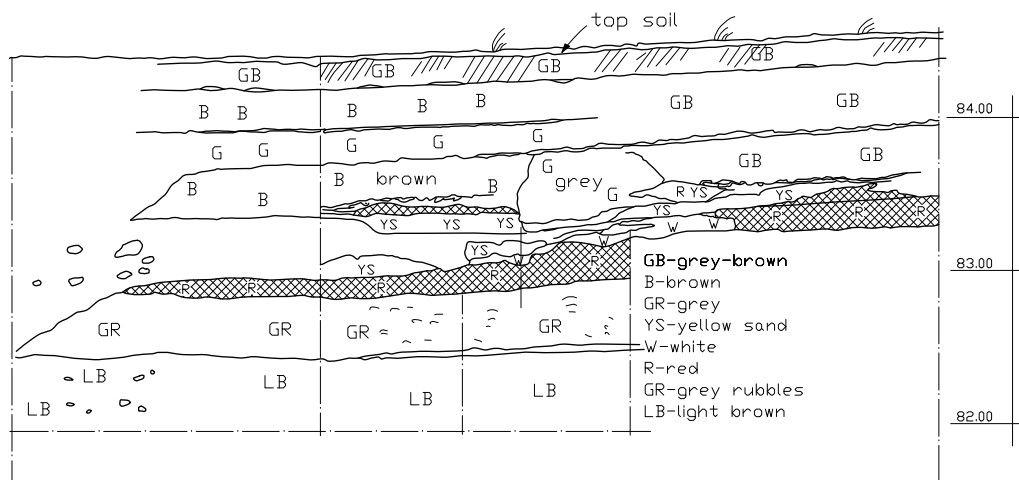 top soil
GB GB GB GB
B B B B B GB GB
84.00
G G G G G
GB GB
B B brown B B G grey G R YS YS
YS YS YS YS R R R
YS YS W W W W
83.00
R R R R R
GR GR GR GR
LB LB LB LB LB
82.00
GB-grey-brown
B-brown
GR-grey
YS-yellow sand
W-white
R-red
GR-grey rubbles
LB-light brown